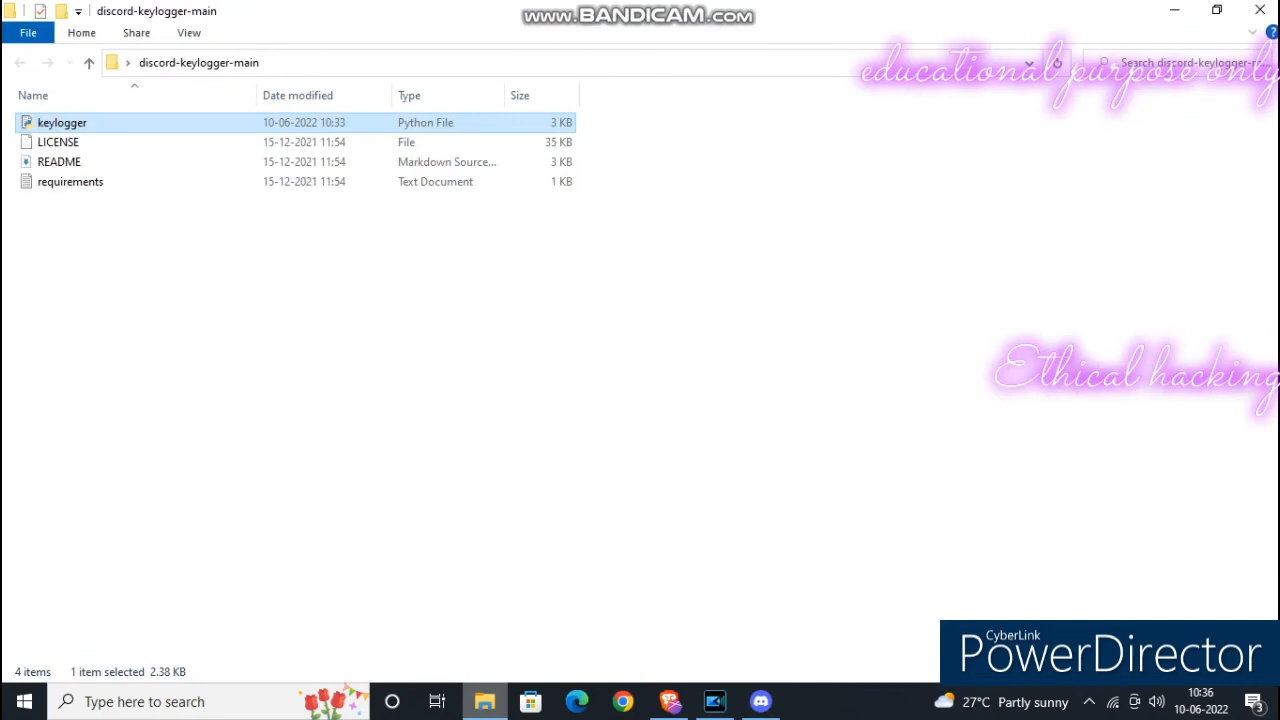 discord-keylogger-main
WWW.BANDICAM.COM
File Home Share View
discord-keylogger-main
Search discord-keylogger-m...
educational purpose only
Name Date modified Type Size
keylogger 10-06-2022 10:33 Python File 3 KB
LICENSE 15-12-2021 11:54 File 35 KB
README 15-12-2021 11:54 Markdown Source... 3 KB
requirements 15-12-2021 11:54 Text Document 1 KB
Ethical hacking
CyberLink
PowerDirector
4 items 1 item selected 2.38 KB
Type here to search
27°C Partly sunny
10:36
10-06-2022
3